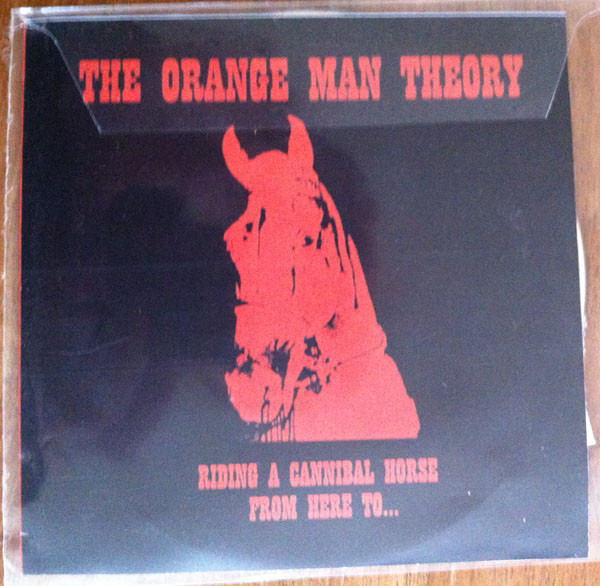 THE ORANGE MAN THEORY
RIDING A CANNIBAL HORSE
FROM HERE TO...